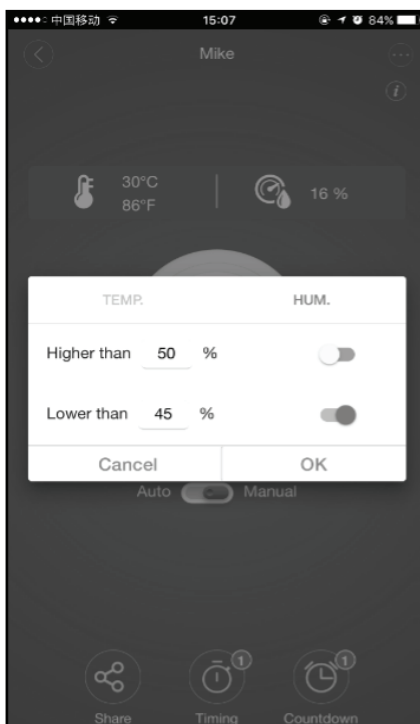 中国移动 15:07 84%
Mike
i
30°C
86°F
16 %
TEMP. HUM.
Higher than 50 %
Lower than 45 %
Cancel OK
Auto Manual
1 1
Share Timing Countdown